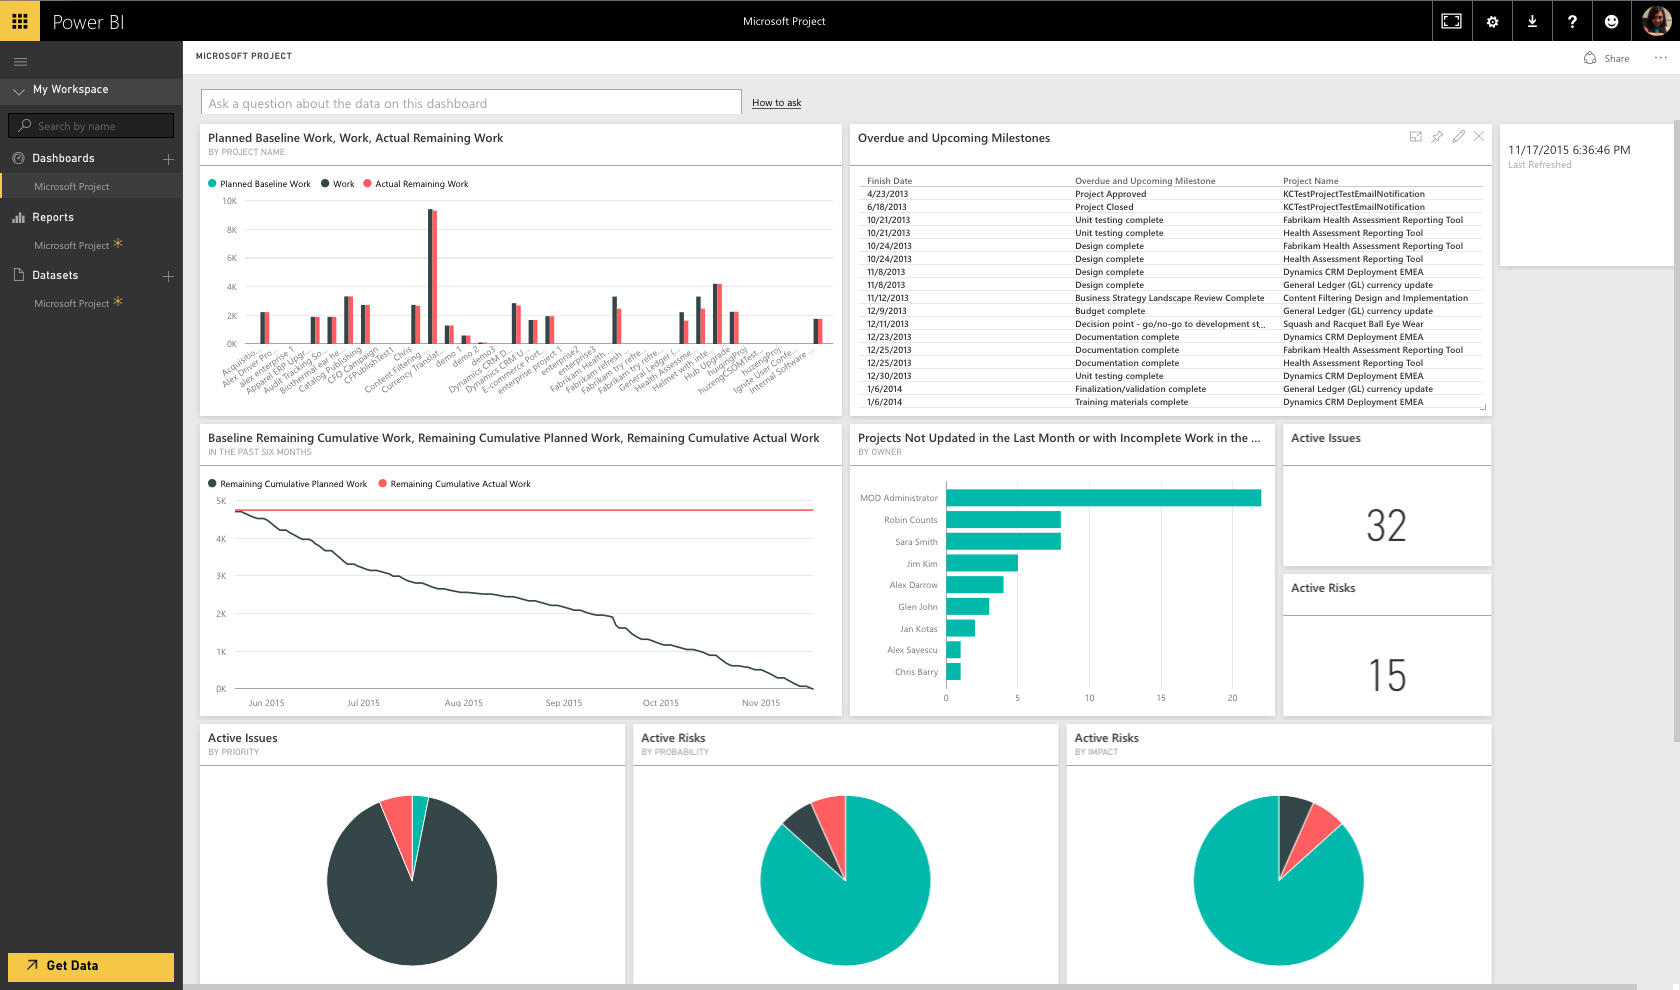 Power BI
Microsoft Project
MICROSOFT PROJECT
Share
My Workspace
Search by name
Dashboards
Microsoft Project
Reports
Microsoft Project
Datasets
Microsoft Project
Get Data
Ask a question about the data on this dashboard
How to ask
Planned Baseline Work, Work, Actual Remaining Work
BY PROJECT NAME
Planned Baseline Work Work Actual Remaining Work
10K
8K
6K
4K
2K
0K
Acquisitio...
Alex Driver Pro...
alex enterprise 1
Apparel ERP Upgr...
Audit Tracking So...
Biothermal ear he...
Catalog Publishing
CFO Campaign
CFPublishTest1
Chris
Content Filtering ...
Currency Translat...
demo 1
demo 2
demo3
Dynamics CRM D...
Dynamics CRM U...
E-commerce Port...
enterprise project 1
enterprise2
enterprise3
Fabrikam Health ...
Fabrikam refresh ...
Fabrikam try refre...
Fabrikam try refre...
General Ledger (...
Health Assessme...
Helmet with inte...
Hub Upgrade
huiqingProj
huzengCSOMTest...
huzengProj
Ignite User Confe...
Internal Software ...
Overdue and Upcoming Milestones
Finish Date Overdue and Upcoming Milestone Project Name
4/23/2013 Project Approved KCTestProjectTestEmailNotification
6/18/2013 Project Closed KCTestProjectTestEmailNotification
10/21/2013 Unit testing complete Fabrikam Health Assessment Reporting Tool
10/21/2013 Unit testing complete Health Assessment Reporting Tool
10/24/2013 Design complete Fabrikam Health Assessment Reporting Tool
10/24/2013 Design complete Health Assessment Reporting Tool
11/8/2013 Design complete Dynamics CRM Deployment EMEA
11/8/2013 Design complete General Ledger (GL) currency update
11/12/2013 Business Strategy Landscape Review Complete Content Filtering Design and Implementation
12/9/2013 Budget complete General Ledger (GL) currency update
12/11/2013 Decision point - go/no-go to development st... Squash and Racquet Ball Eye Wear
12/23/2013 Documentation complete Dynamics CRM Deployment EMEA
12/25/2013 Documentation complete Fabrikam Health Assessment Reporting Tool
12/25/2013 Documentation complete Health Assessment Reporting Tool
12/30/2013 Unit testing complete Dynamics CRM Deployment EMEA
1/6/2014 Finalization/validation complete General Ledger (GL) currency update
1/6/2014 Training materials complete Dynamics CRM Deployment EMEA
11/17/2015 6:36:46 PM
Last Refreshed
Baseline Remaining Cumulative Work, Remaining Cumulative Planned Work, Remaining Cumulative Actual Work
IN THE PAST SIX MONTHS
Remaining Cumulative Planned Work Remaining Cumulative Actual Work
5K
4K
3K
2K
1K
0K
Jun 2015 Jul 2015 Aug 2015 Sep 2015 Oct 2015 Nov 2015
Projects Not Updated in the Last Month or with Incomplete Work in the ...
BY OWNER
MOD Administrator
Robin Counts
Sara Smith
Jim Kim
Alex Darrow
Glen John
Jan Kotas
Alex Savescu
Chris Barry
0 5 10 15 20
Active Issues
32
Active Risks
15
Active Issues
BY PRIORITY
Active Risks
BY PROBABILITY
Active Risks
BY IMPACT